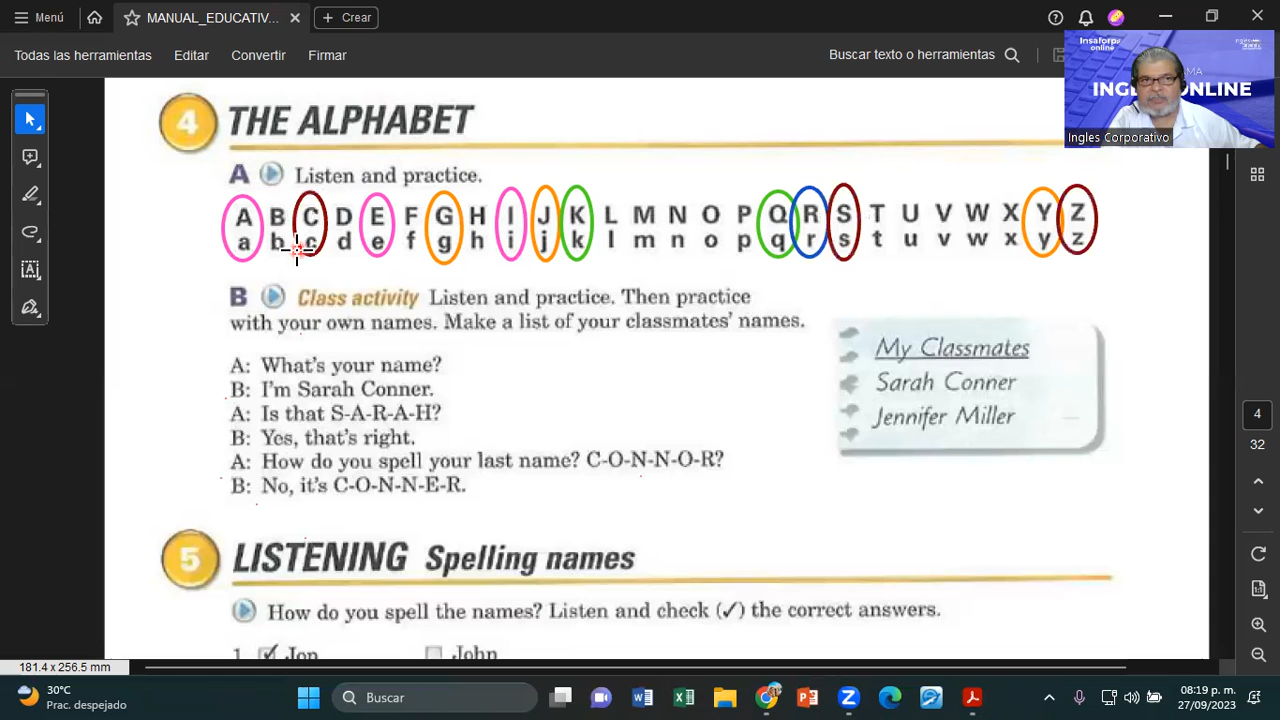 Menú
MANUAL_EDUCATIV...
Crear
Todas las herramientas
Editar
Convertir
Firmar
Buscar texto o herramientas
Insaforp
online
INGLES ONLINE
Ingles Corporativo
4 THE ALPHABET
A Listen and practice.
A B C D E F G H I J K L M N O P Q R S T U V W X Y Z
a b c d e f g h i j k l m n o p q r s t u v w x y z
B Class activity Listen and practice. Then practice
with your own names. Make a list of your classmates' names.
A: What's your name?
B: I'm Sarah Conner.
A: Is that S-A-R-A-H?
B: Yes, that's right.
A: How do you spell your last name? C-O-N-N-O-R?
B: No, it's C-O-N-N-E-R.
My Classmates
Sarah Conner
Jennifer Miller
5 LISTENING Spelling names
How do you spell the names? Listen and check (✓) the correct answers.
1. Jon John
4
32
181.4 x 256.5 mm
30°C
Prac. despejado
Buscar
08:19 p. m.
27/09/2023